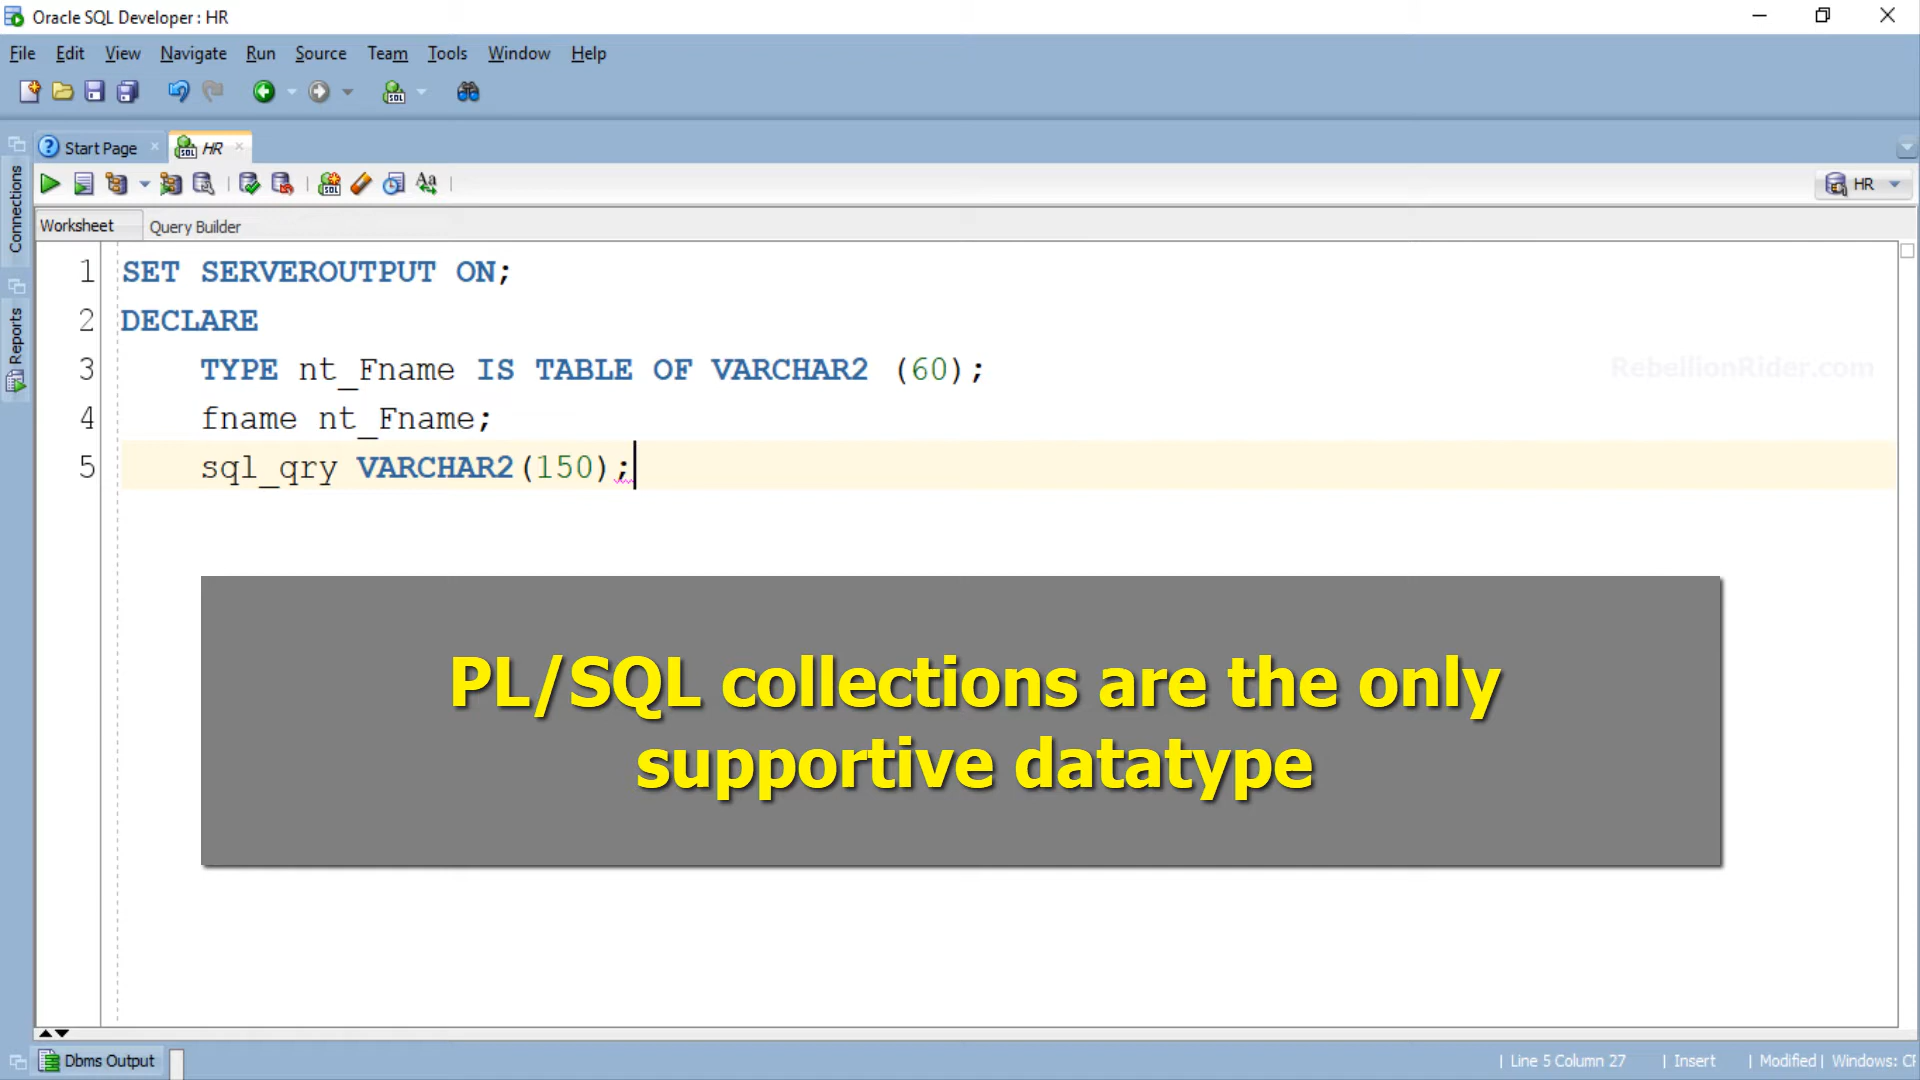 Oracle SQL Developer : HR
File Edit View Navigate Run Source Team Tools Window Help
Start Page HR
Connections
Reports
HR
Worksheet Query Builder
1 SET SERVEROUTPUT ON;
2 DECLARE
3 TYPE nt_Fname IS TABLE OF VARCHAR2 (60);
4 fname nt_Fname;
5 sql_qry VARCHAR2(150);
RebellionRider.com
PL/SQL collections are the only
supportive datatype
Dbms Output
Line 5 Column 27 Insert Modified Windows: CF